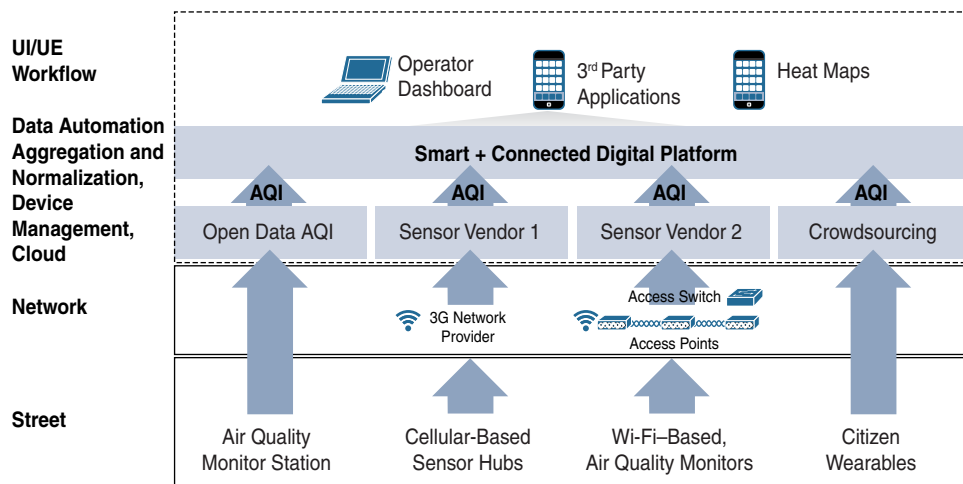 UI/UE
Workflow
Operator
Dashboard
3rd Party
Applications
Heat Maps
Data Automation
Aggregation and
Normalization,
Device
Management,
Cloud
Smart + Connected Digital Platform
AQI
AQI
AQI
AQI
Open Data AQI
Sensor Vendor 1
Sensor Vendor 2
Crowdsourcing
Network
3G Network
Provider
Access Switch
Access Points
Street
Air Quality
Monitor Station
Cellular-Based
Sensor Hubs
Wi-Fi–Based,
Air Quality Monitors
Citizen
Wearables